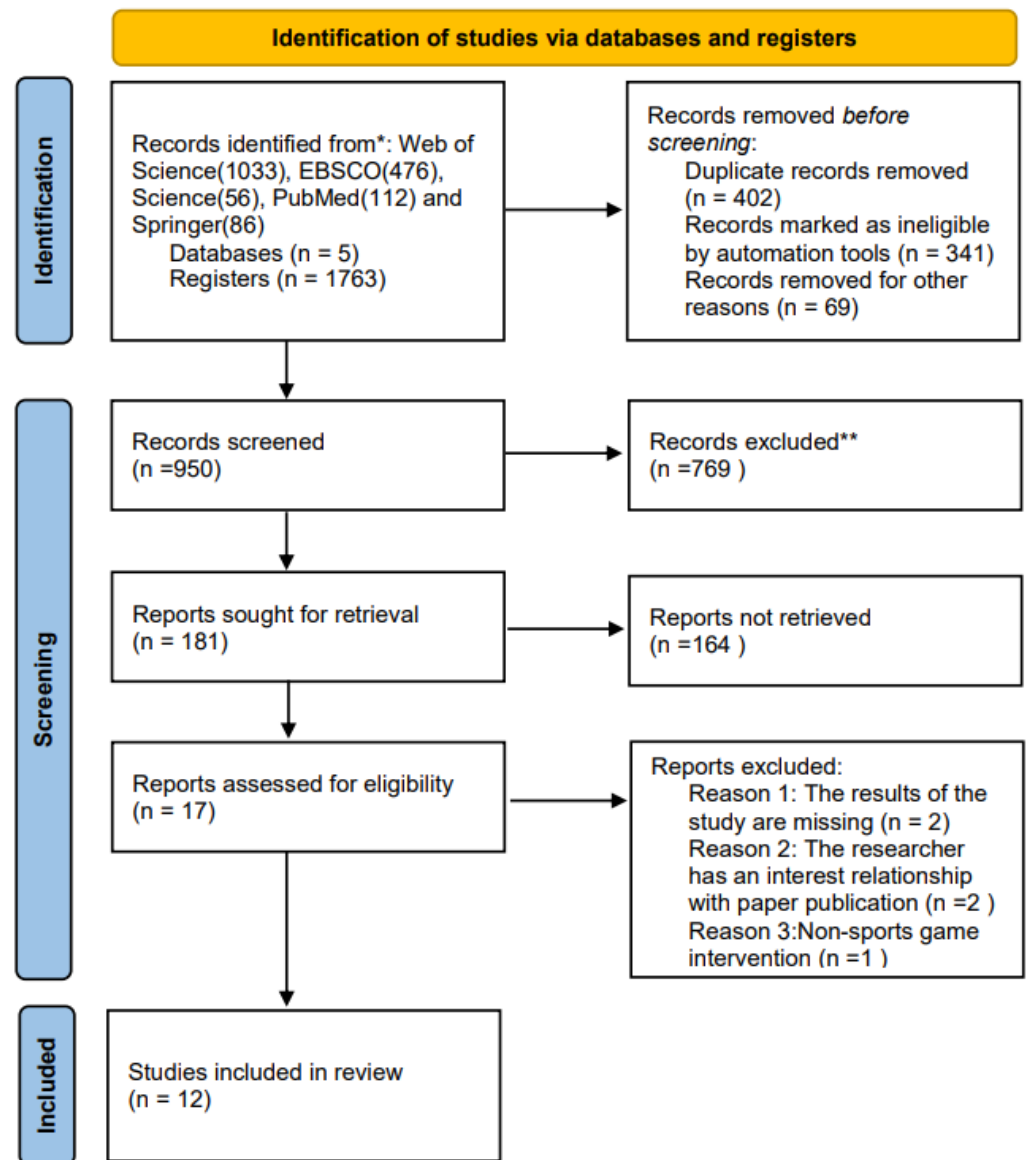 Identification of studies via databases and registers
Identification
Records identified from*: Web of
Science(1033), EBSCO(476),
Science(56), PubMed(112) and
Springer(86)
Databases (n = 5)
Registers (n = 1763)
Records removed before
screening:
Duplicate records removed
(n = 402)
Records marked as ineligible
by automation tools (n = 341)
Records removed for other
reasons (n = 69)
Screening
Records screened
(n =950)
Records excluded**
(n =769 )
Reports sought for retrieval
(n = 181)
Reports not retrieved
(n =164 )
Reports assessed for eligibility
(n = 17)
Reports excluded:
Reason 1: The results of the
study are missing (n = 2)
Reason 2: The researcher
has an interest relationship
with paper publication (n =2 )
Reason 3:Non-sports game
intervention (n =1 )
Included
Studies included in review
(n = 12)